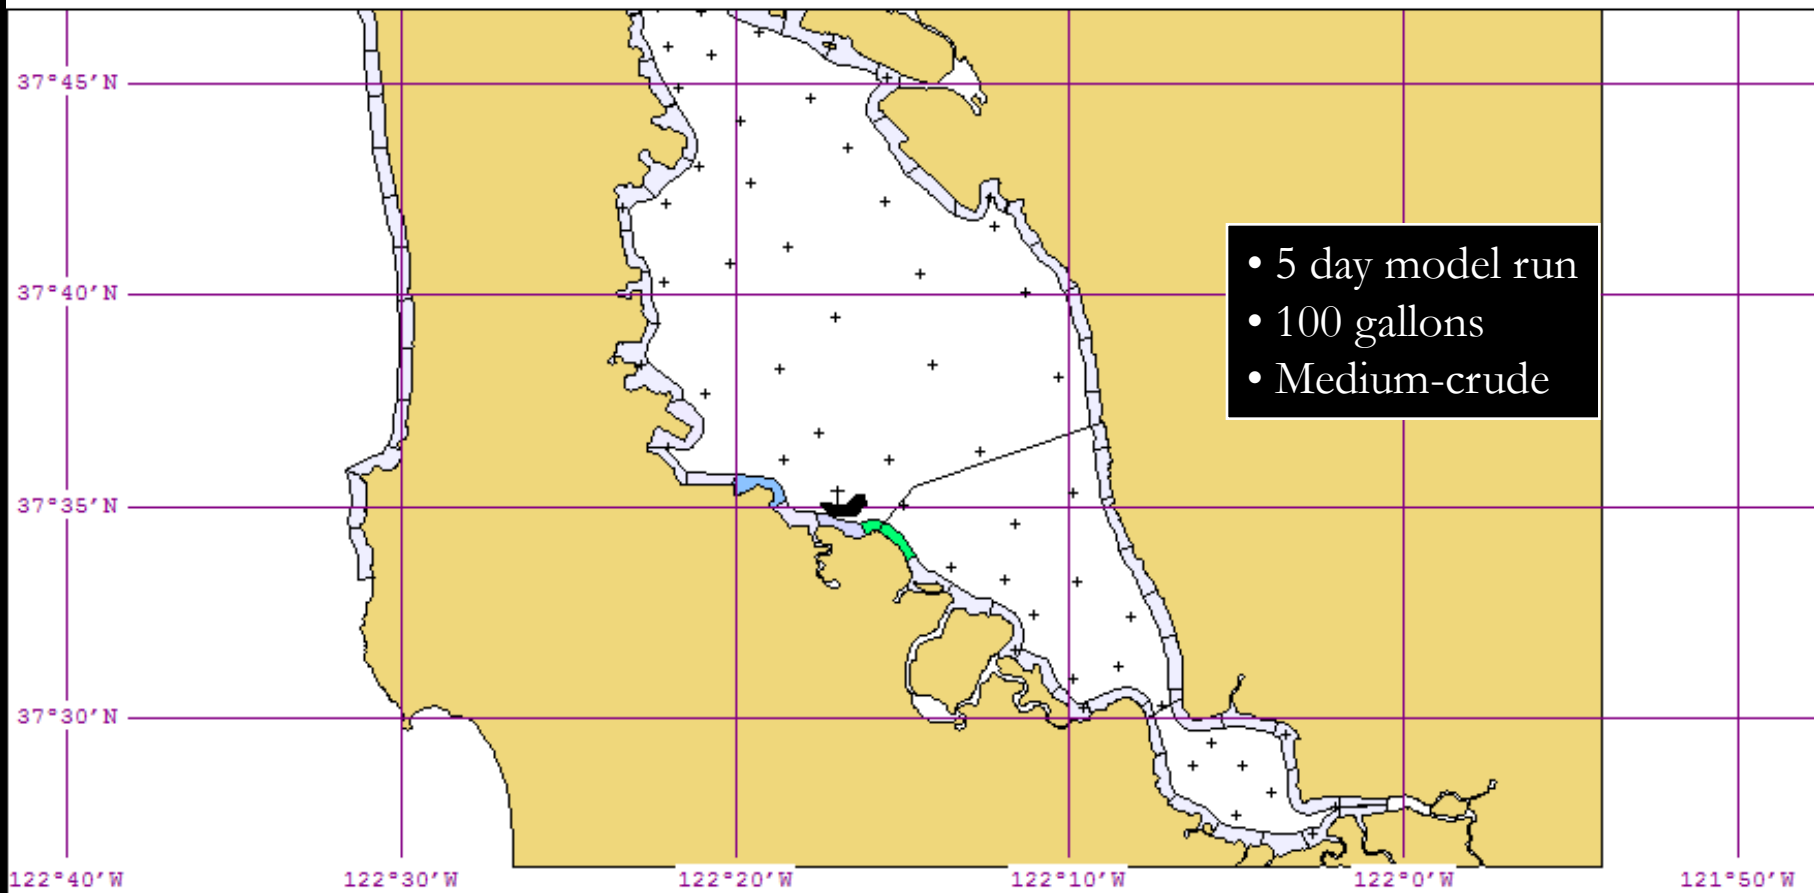 37°45'N
• 5 day model run
37°40'N
• 100 gallons
• Medium-crude
37°35'N
37°30'N
122°40'W 122°30'W 122°20'W 122°10'W 122°0'W 121°50'W